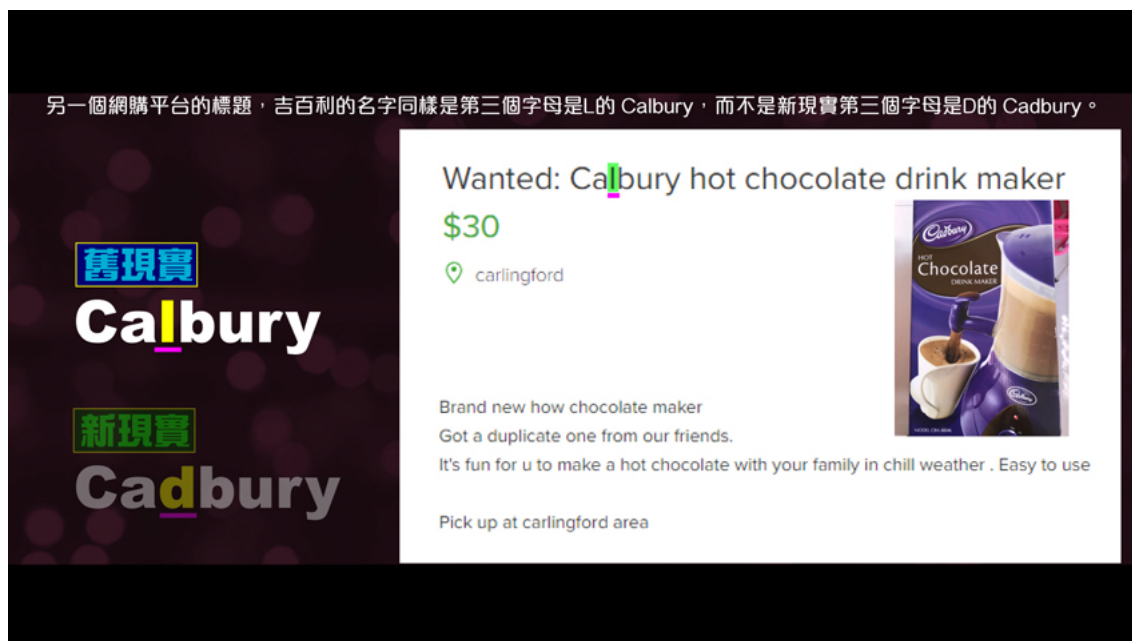 另一個網購平台的標題，吉百利的名字同樣是第三個字母是L的 Calbury，而不是新現實第三個字母是D的 Cadbury。
Wanted: Calbury hot chocolate drink maker
$30
carlingford
舊現實
Calbury
新現實
Cadbury
Cadbury
HOT
Chocolate
DRINK MAKER
Cadbury
Brand new how chocolate maker
Got a duplicate one from our friends.
It's fun for u to make a hot chocolate with your family in chill weather . Easy to use
Pick up at carlingford area